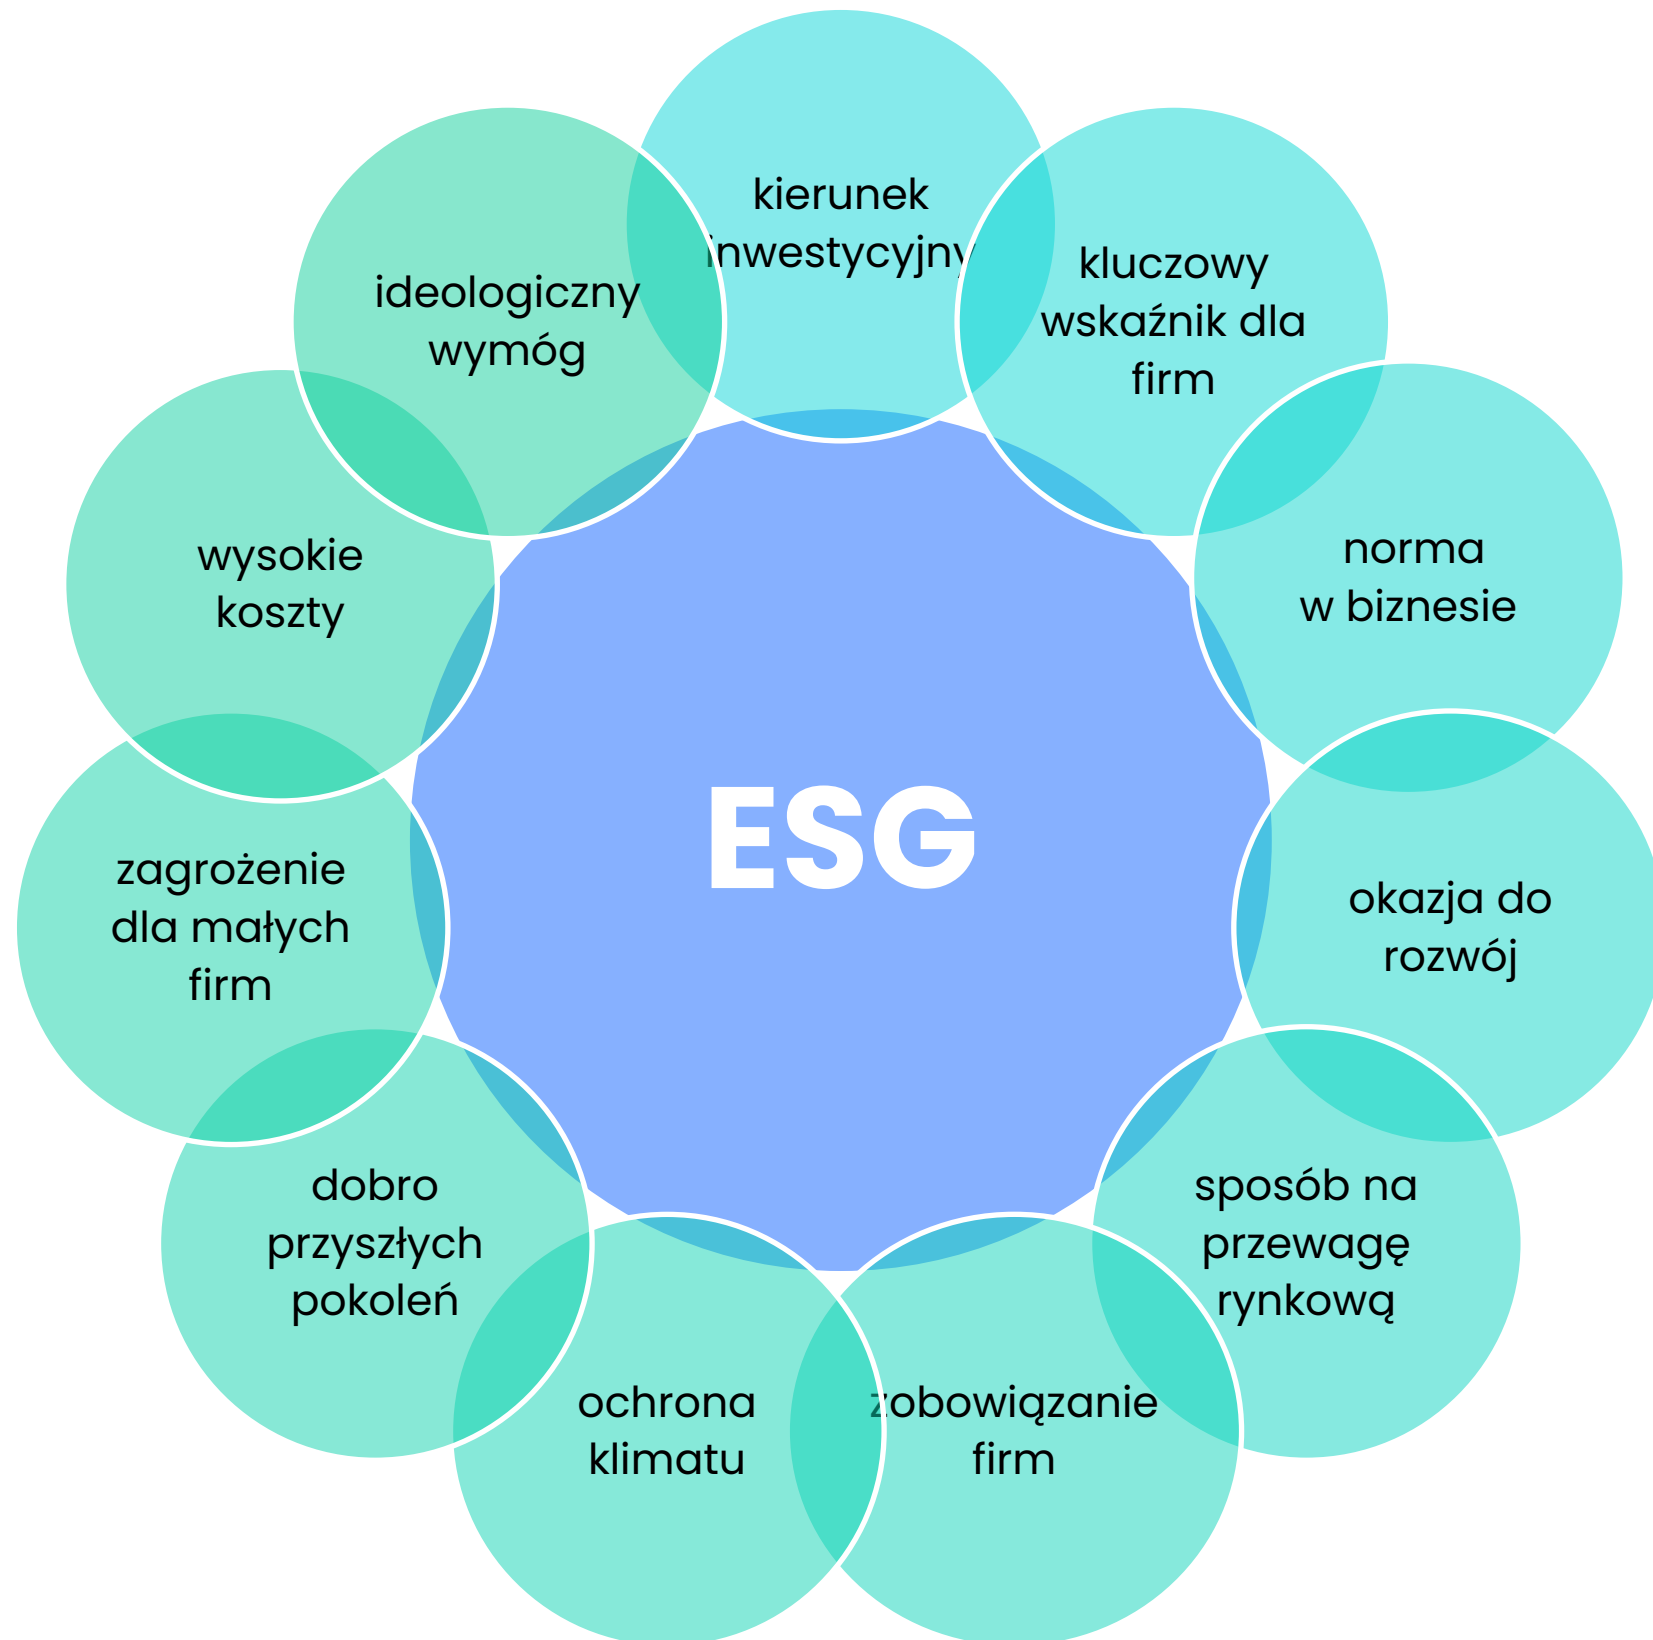 kierunek
inwestycyjny
kluczowy
wskaźnik dla
firm
norma
w biznesie
okazja do
rozwój
sposób na
przewagę
rynkową
zobowiązanie
firm
ochrona
klimatu
dobro
przyszłych
pokoleń
zagrożenie
dla małych
firm
wysokie
koszty
ideologiczny
wymóg
ESG